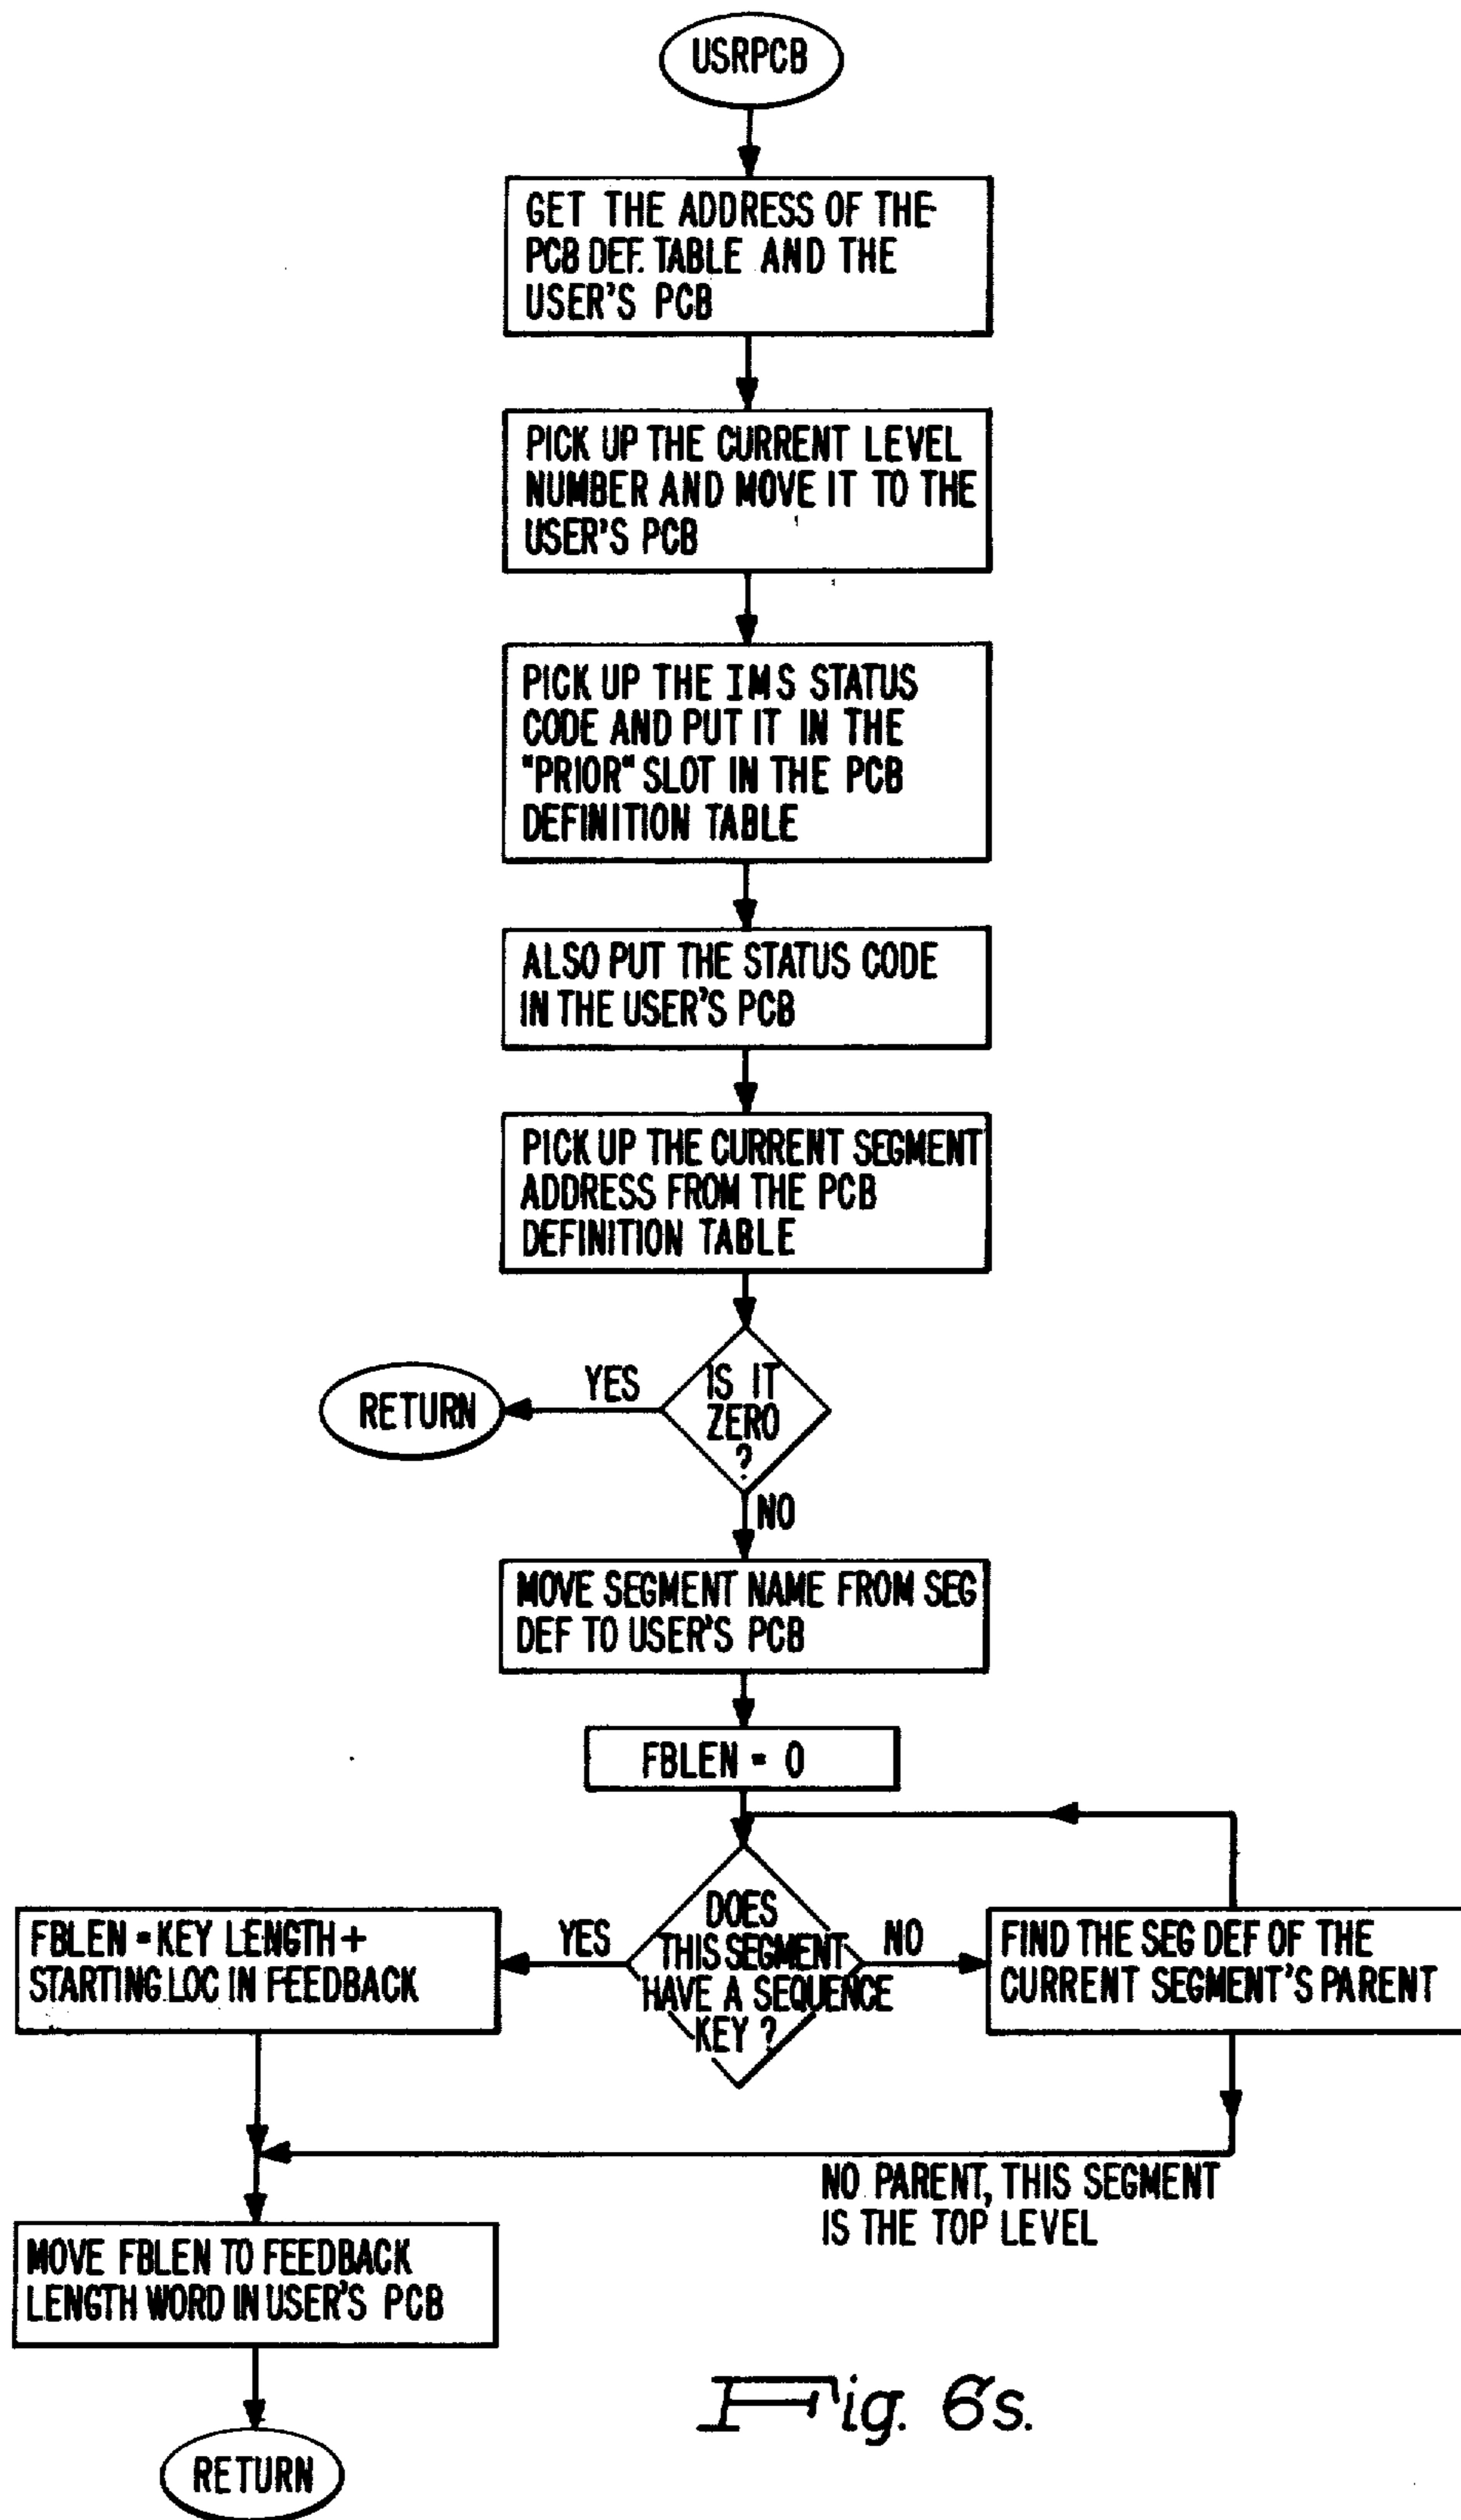 USRPCB
GET THE ADDRESS OF THE
PCB DEF. TABLE AND THE
USER'S PCB
PICK UP THE CURRENT LEVEL
NUMBER AND MOVE IT TO THE
USER'S PCB
PICK UP THE IMS STATUS
CODE AND PUT IT IN THE
"PRIOR" SLOT IN THE PCB
DEFINITION TABLE
ALSO PUT THE STATUS CODE
IN THE USER'S PCB
PICK UP THE CURRENT SEGMENT
ADDRESS FROM THE PCB
DEFINITION TABLE
IS IT
ZERO
?
YES
RETURN
NO
MOVE SEGMENT NAME FROM SEG
DEF TO USER'S PCB
FBLEN = 0
DOES
THIS SEGMENT
HAVE A SEQUENCE
KEY ?
YES
NO
FBLEN = KEY LENGTH +
STARTING LOC IN FEEDBACK
FIND THE SEG DEF OF THE
CURRENT SEGMENT'S PARENT
NO PARENT, THIS SEGMENT
IS THE TOP LEVEL
MOVE FBLEN TO FEEDBACK
LENGTH WORD IN USER'S PCB
RETURN
Fig. 6s.